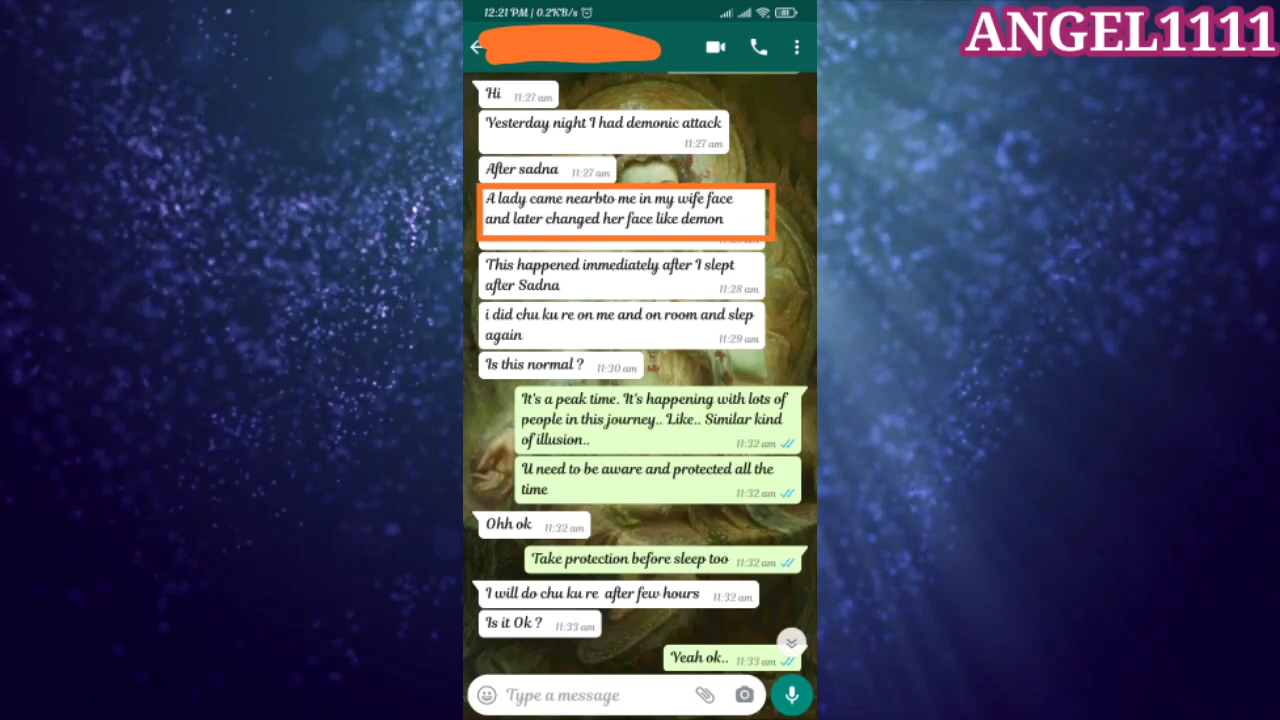 12:21 PM | 0.2KB/s
ANGEL1111
Hi 11:27 am
Yesterday night I had demonic attack
11:27 am
After sadna 11:27 am
A lady came nearbto me in my wife face
and later changed her face like demon
This happened immediately after I slept
after Sadna 11:28 am
i did chu ku re on me and on room and slep
again 11:29 am
Is this normal ? 11:30 am
It's a peak time. It's happening with lots of
people in this journey.. Like.. Similar kind
of illusion.. 11:32 am
U need to be aware and protected all the
time 11:32 am
Ohh ok 11:32 am
Take protection before sleep too 11:32 am
I will do chu ku re after few hours 11:32 am
Is it Ok ? 11:33 am
Yeah ok.. 11:33 am
Type a message